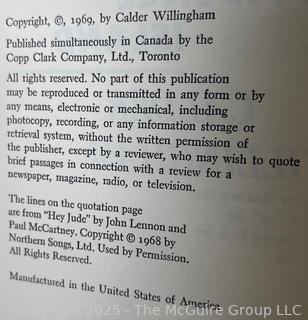 Copyright, ©, 1969, by Calder Willingham
Published simultaneously in Canada by the
Copp Clark Company, Ltd., Toronto
All rights reserved. No part of this publication
may be reproduced or transmitted in any form or by
any means, electronic or mechanical, including
photocopy, recording, or any information storage or
retrieval system, without the written permission of
the publisher, except by a reviewer, who may wish to quote
brief passages in connection with a review for a
newspaper, magazine, radio, or television.
The lines on the quotation page
are from "Hey Jude" by John Lennon and
Paul McCartney. Copyright © 1968 by
Northern Songs, Ltd. Used by Permission.
All Rights Reserved.
Manufactured in the United States of America
Copyright 2025 - The McGuire Group LLC